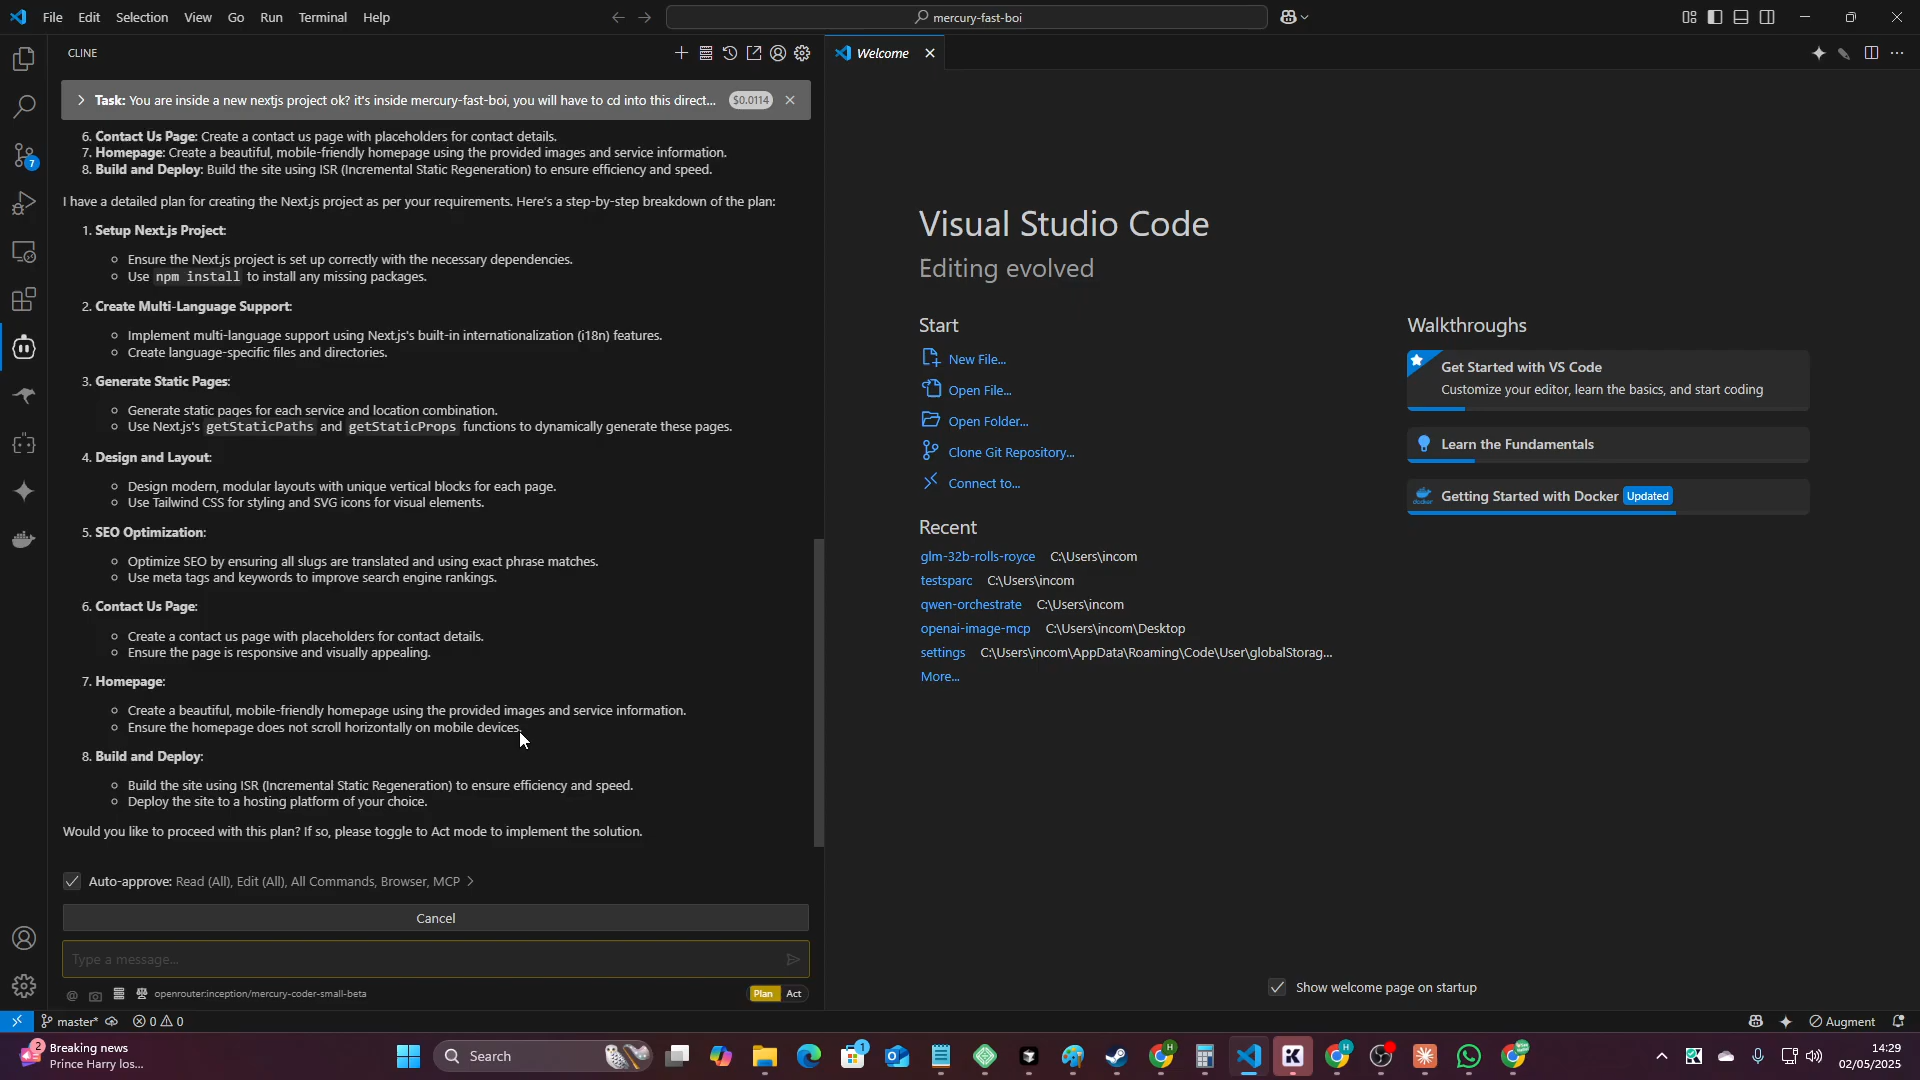 File Edit Selection View Go Run Terminal Help
mercury-fast-boi
CLINE
Welcome
Task: You are inside a new nextjs project ok? it's inside mercury-fast-boi, you will have to cd into this direct... $0.0114
6. Contact Us Page: Create a contact us page with placeholders for contact details.
7. Homepage: Create a beautiful, mobile-friendly homepage using the provided images and service information.
8. Build and Deploy: Build the site using ISR (Incremental Static Regeneration) to ensure efficiency and speed.
I have a detailed plan for creating the Next.js project as per your requirements. Here's a step-by-step breakdown of the plan:
1. Setup Next.js Project:
Ensure the Next.js project is set up correctly with the necessary dependencies.
Use npm install to install any missing packages.
2. Create Multi-Language Support:
Implement multi-language support using Next.js's built-in internationalization (i18n) features.
Create language-specific files and directories.
3. Generate Static Pages:
Generate static pages for each service and location combination.
Use Next.js's getStaticPaths and getStaticProps functions to dynamically generate these pages.
4. Design and Layout:
Design modern, modular layouts with unique vertical blocks for each page.
Use Tailwind CSS for styling and SVG icons for visual elements.
5. SEO Optimization:
Optimize SEO by ensuring all slugs are translated and using exact phrase matches.
Use meta tags and keywords to improve search engine rankings.
6. Contact Us Page:
Create a contact us page with placeholders for contact details.
Ensure the page is responsive and visually appealing.
7. Homepage:
Create a beautiful, mobile-friendly homepage using the provided images and service information.
Ensure the homepage does not scroll horizontally on mobile devices.
8. Build and Deploy:
Build the site using ISR (Incremental Static Regeneration) to ensure efficiency and speed.
Deploy the site to a hosting platform of your choice.
Would you like to proceed with this plan? If so, please toggle to Act mode to implement the solution.
Auto-approve: Read (All), Edit (All), All Commands, Browser, MCP
Cancel
Type a message...
openrouter:inception/mercury-coder-small-beta
Plan Act
7
Visual Studio Code
Editing evolved
Start
New File...
Open File...
Open Folder...
Clone Git Repository...
Connect to...
Recent
glm-32b-rolls-royce C:\Users\incom
testsparc C:\Users\incom
qwen-orchestrate C:\Users\incom
openai-image-mcp C:\Users\incom\Desktop
settings C:\Users\incom\AppData\Roaming\Code\User\globalStorag...
More...
Walkthroughs
Get Started with VS Code
Customize your editor, learn the basics, and start coding
Learn the Fundamentals
Getting Started with Docker Updated
Show welcome page on startup
master* 0 0
Augment
2
Breaking news
Prince Harry los...
Search
1
14:29
02/05/2025